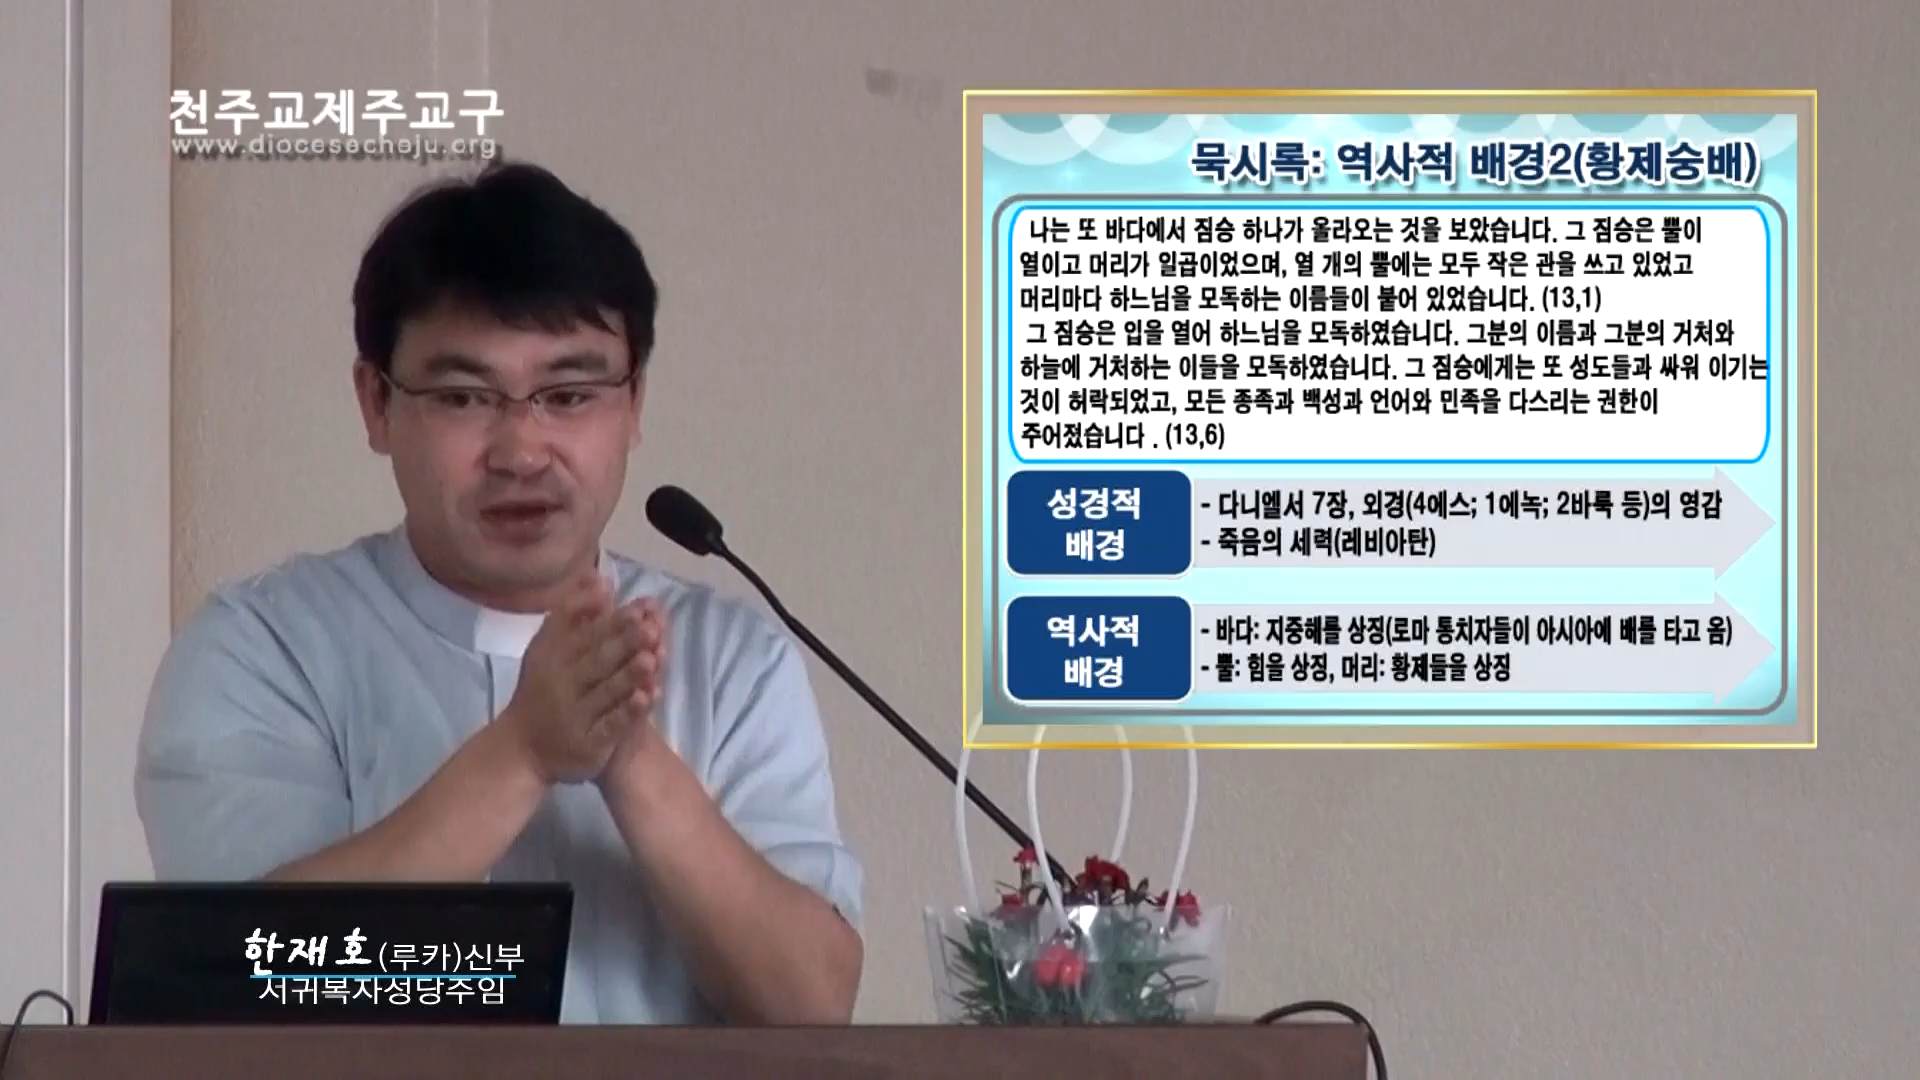 천주교제주교구
www.diocesecheju.org
묵시록: 역사적 배경2(황제숭배)
나는 또 바다에서 짐승 하나가 올라오는 것을 보았습니다. 그 짐승은 뿔이
열이고 머리가 일곱이었으며, 열 개의 뿔에는 모두 작은 관을 쓰고 있었고
머리마다 하느님을 모독하는 이름들이 붙어 있었습니다. (13,1)
그 짐승은 입을 열어 하느님을 모독하였습니다. 그분의 이름과 그분의 거처와
하늘에 거처하는 이들을 모독하였습니다. 그 짐승에게는 또 성도들과 싸워 이기는
것이 허락되었고, 모든 종족과 백성과 언어와 민족을 다스리는 권한이
주어졌습니다 . (13,6)
성경적
배경
- 다니엘서 7장, 외경(4에스; 1에녹; 2바룩 등)의 영감
- 죽음의 세력(레비아탄)
역사적
배경
- 바다: 지중해를 상징(로마 통치자들이 아시아에 배를 타고 옴)
- 뿔: 힘을 상징, 머리: 황제들을 상징
한재호(루카)신부
서귀복자성당주임